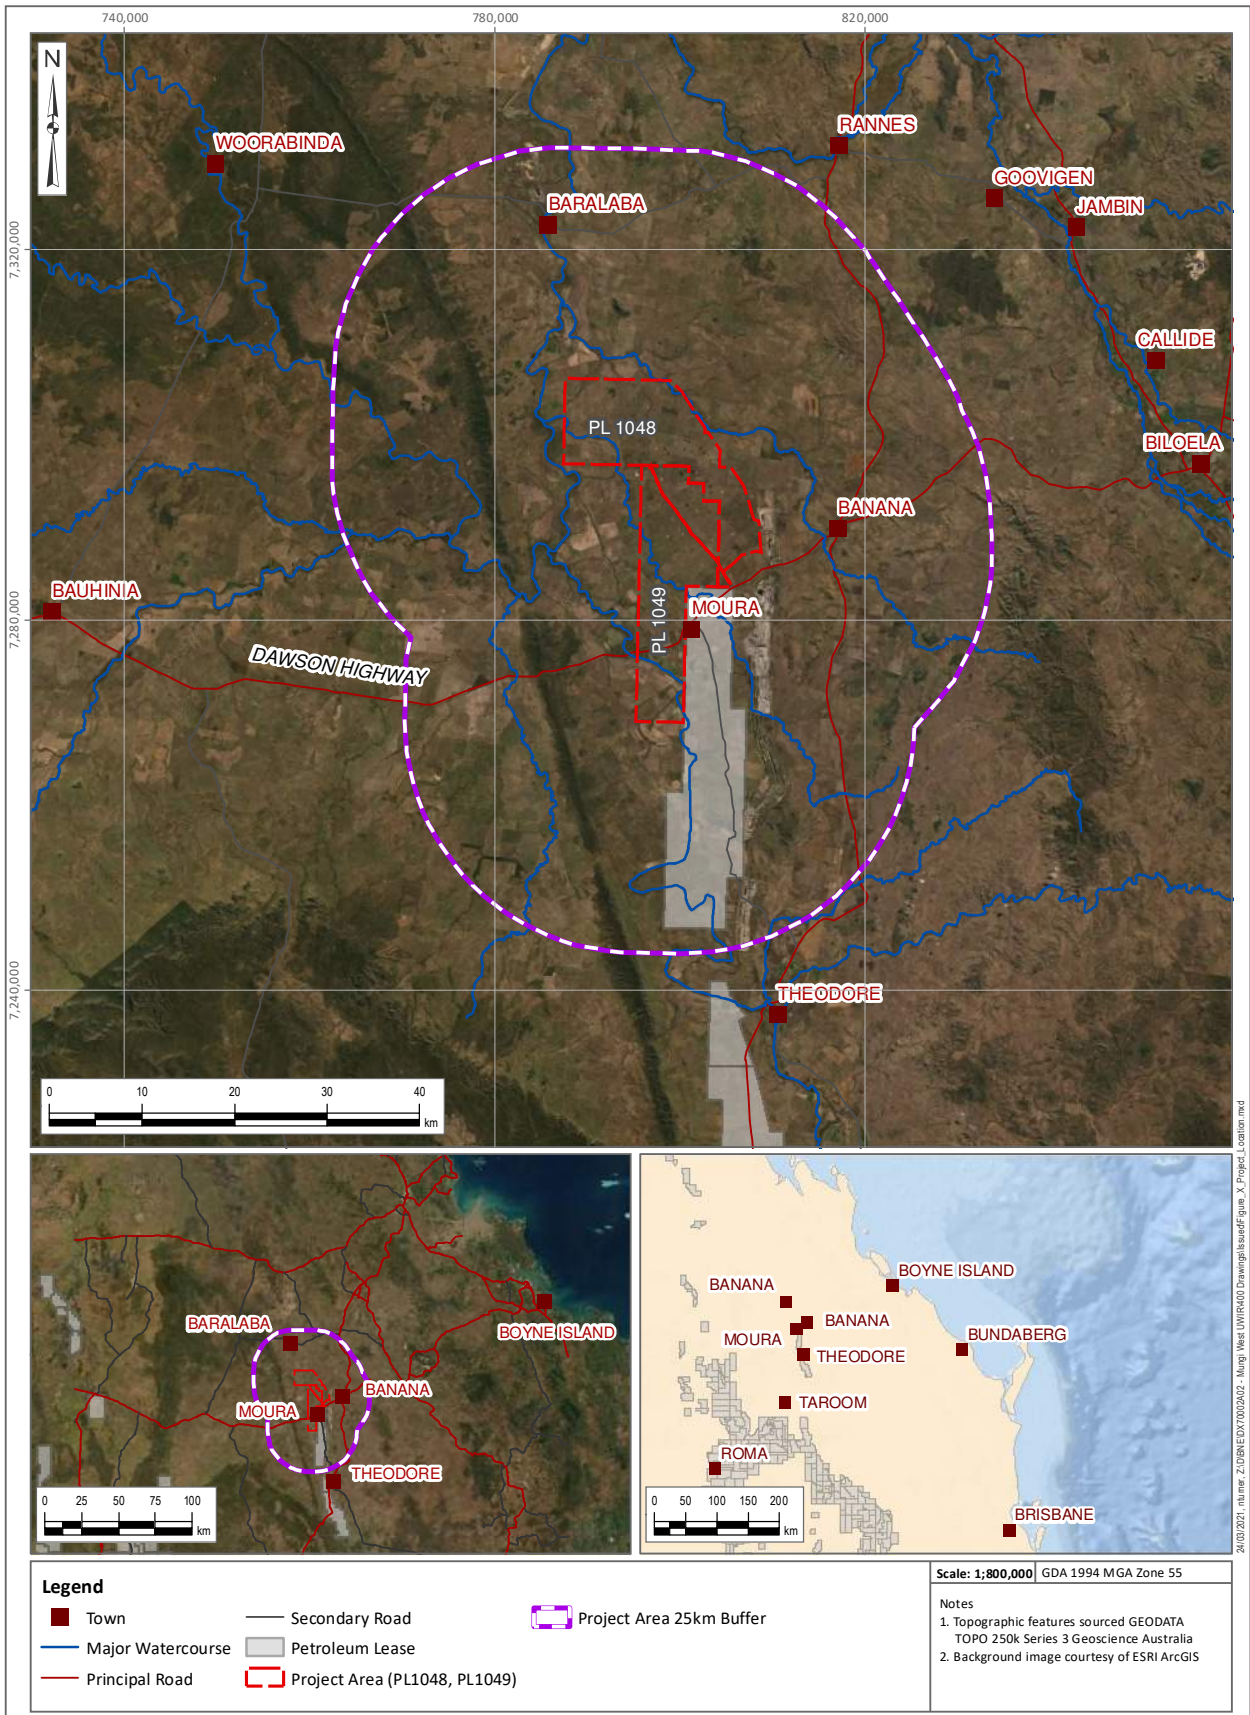 740,000
780,000
820,000
N
WOORABINDA
RANNES
GOOVIGEN
BARALABA
JAMBIN
7,320,000
CALLIDE
PL 1048
BILOELA
BANANA
BAUHINIA
PL 1049
MOURA
7,280,000
DAWSON HIGHWAY
7,240,000
THEODORE
0 10 20 30 40
km
BARALABA
BOYNE ISLAND
BANANA
MOURA
THEODORE
0 25 50 75 100
km
BOYNE ISLAND
BANANA
BANANA
MOURA
BUNDABERG
THEODORE
TAROOM
ROMA
0 50 100 150 200
km
BRISBANE
Legend
Town
Major Watercourse
Principal Road
Secondary Road
Petroleum Lease
Project Area (PL1048, PL1049)
Project Area 25km Buffer
Scale: 1;800,000 GDA 1994 MGA Zone 55
Notes
1. Topographic features sourced GEODATA
TOPO 250k Series 3 Geoscience Australia
2. Background image courtesy of ESRI ArcGIS